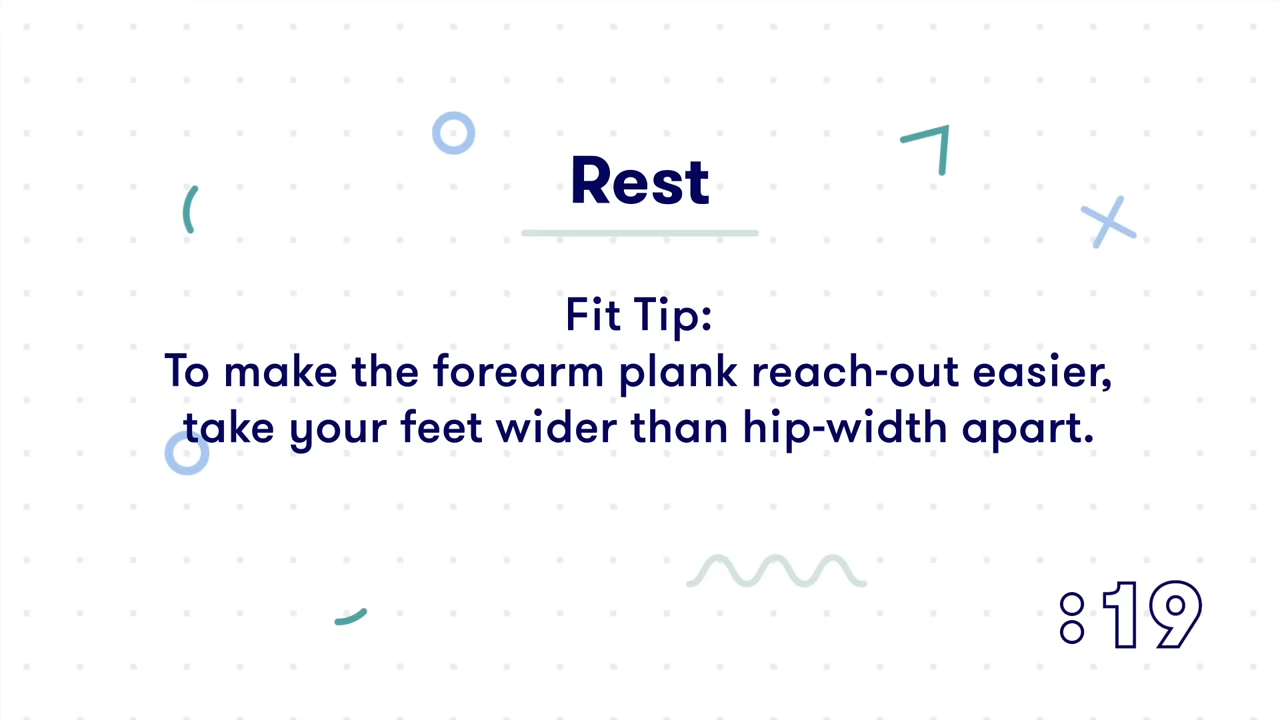 Rest
Fit Tip:
To make the forearm plank reach-out easier,
take your feet wider than hip-width apart.
:19